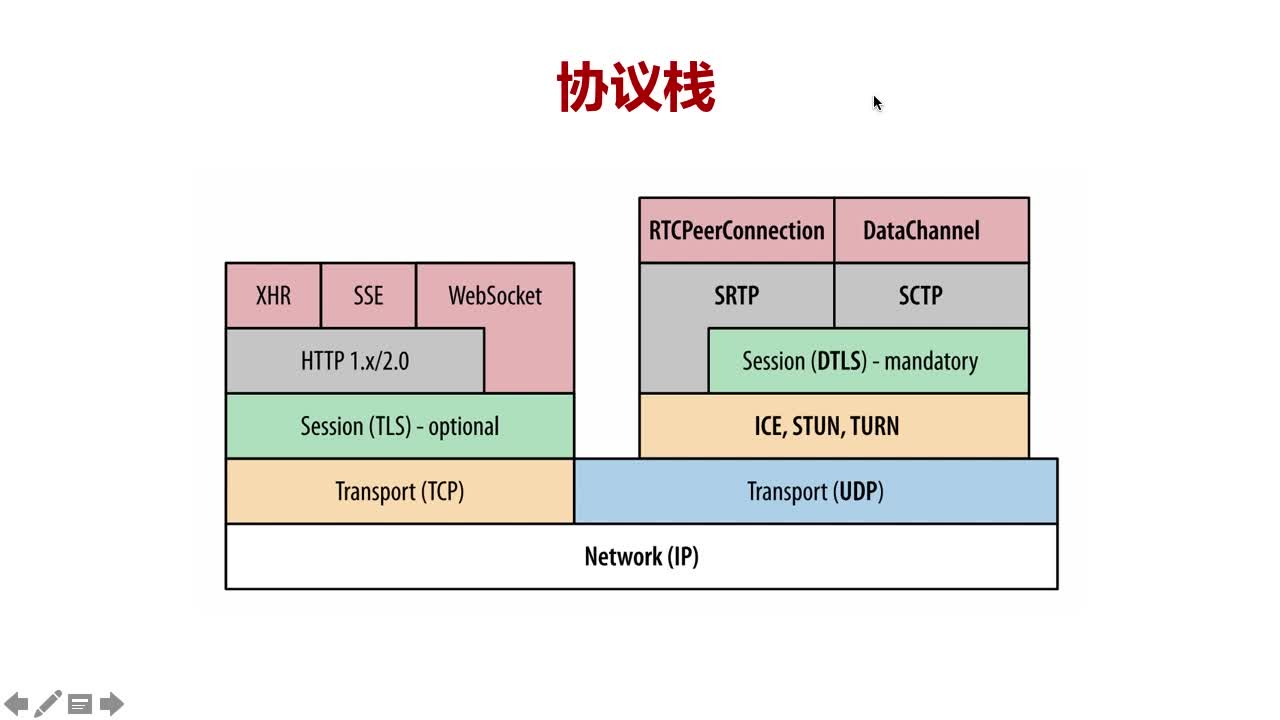 协议栈
RTCPeerConnection DataChannel
XHR SSE WebSocket SRTP SCTP
HTTP 1.x/2.0 Session (DTLS) - mandatory
Session (TLS) - optional ICE, STUN, TURN
Transport (TCP) Transport (UDP)
Network (IP)